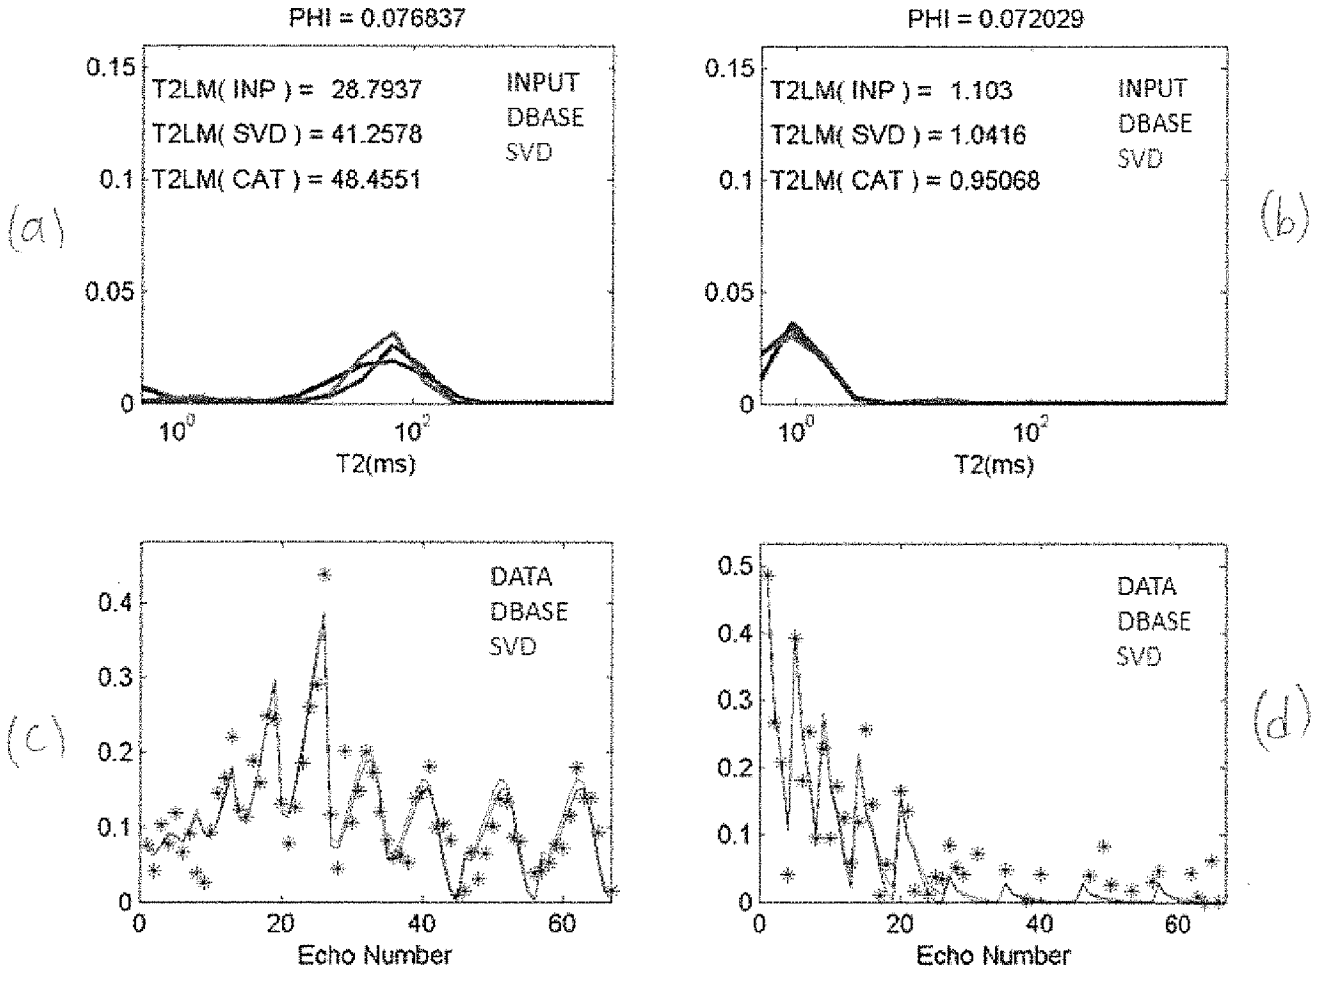 PHI = 0.076837
0.15
0.1
0.05
0
T2LM( INP ) = 28.7937
T2LM( SVD ) = 41.2578
T2LM( CAT ) = 48.4551
INPUT
DBASE
SVD
(a)
10^0
10^2
T2(ms)
PHI = 0.072029
0.15
0.1
0.05
0
T2LM( INP ) = 1.103
T2LM( SVD ) = 1.0416
T2LM( CAT ) = 0.95068
INPUT
DBASE
SVD
(b)
10^0
10^2
T2(ms)
(c)
0.4
0.3
0.2
0.1
0
DATA
DBASE
SVD
0 20 40 60
Echo Number
0.5
0.4
0.3
0.2
0.1
0
DATA
DBASE
SVD
(d)
0 20 40 60
Echo Number